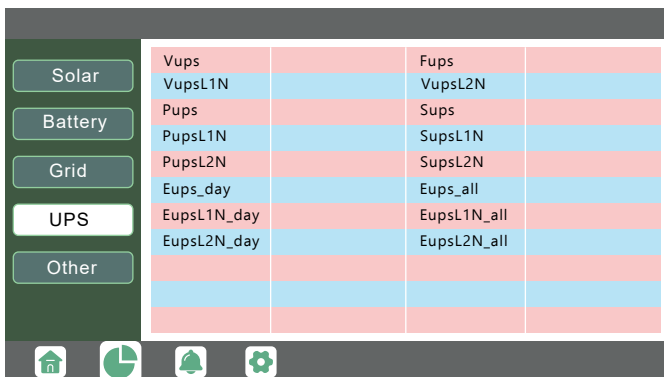 Solar
Battery
Grid
UPS
Other
Vups Fups
VupsL1N VupsL2N
Pups Sups
PupsL1N SupsL1N
PupsL2N SupsL2N
Eups_day Eups_all
EupsL1N_day EupsL1N_all
EupsL2N_day EupsL2N_all